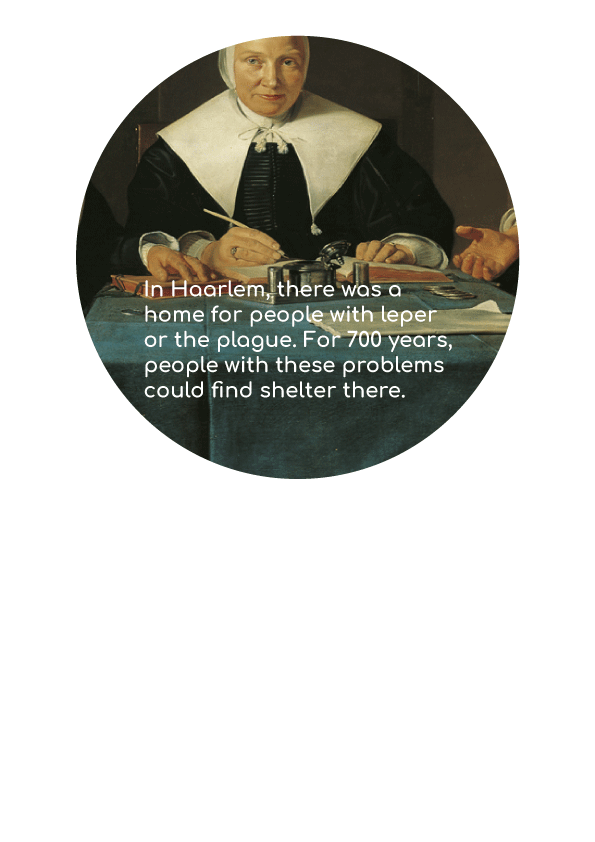 In Haarlem, there was a
home for people with leper
or the plague. For 700 years,
people with these problems
could find shelter there.